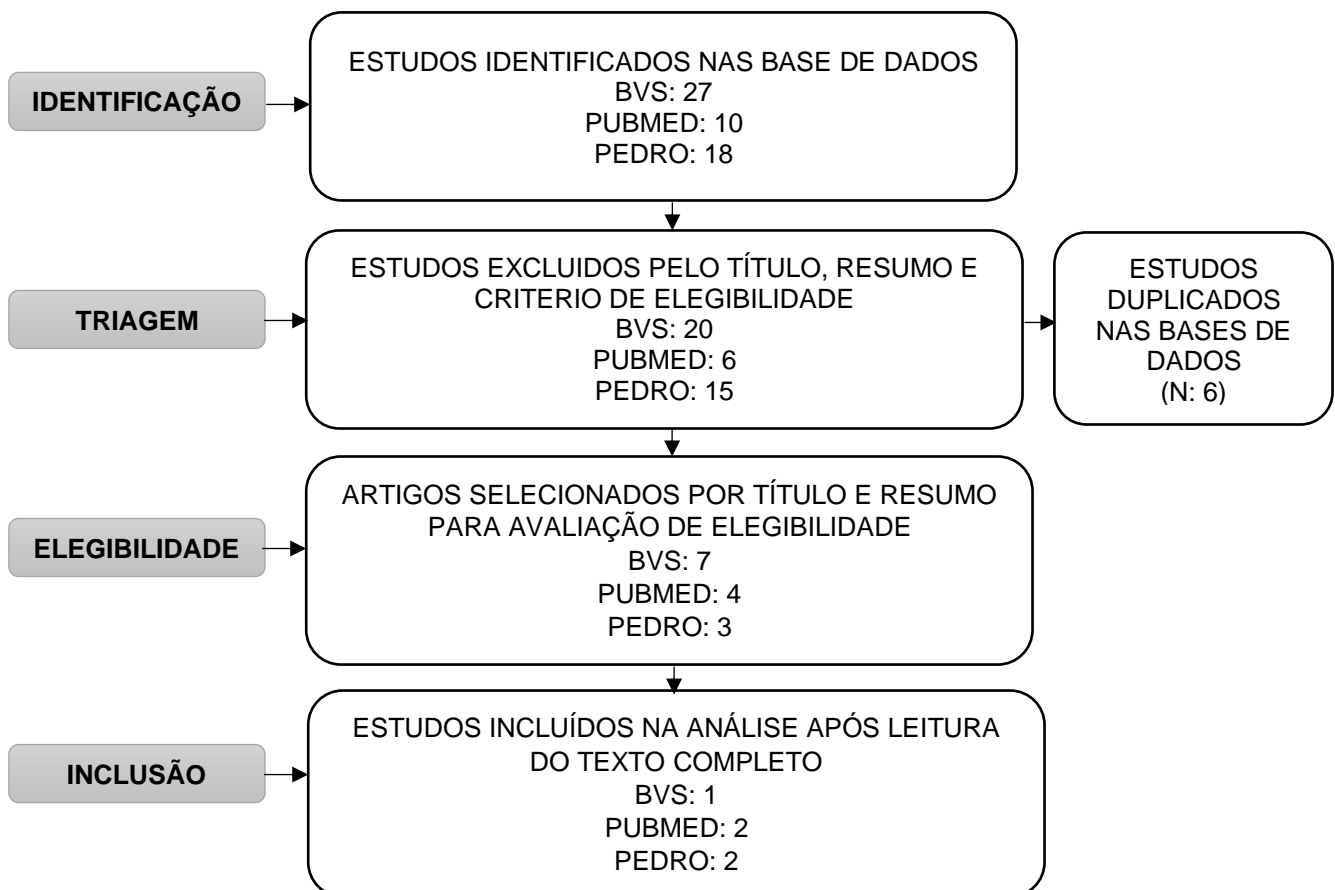 IDENTIFICAÇÃO
ESTUDOS IDENTIFICADOS NAS BASE DE DADOS
BVS: 27
PUBMED: 10
PEDRO: 18
TRIAGEM
ESTUDOS EXCLUIDOS PELO TÍTULO, RESUMO E
CRITERIO DE ELEGIBILIDADE
BVS: 20
PUBMED: 6
PEDRO: 15
ESTUDOS
DUPLICADOS
NAS BASES DE
DADOS
(N: 6)
ELEGIBILIDADE
ARTIGOS SELECIONADOS POR TÍTULO E RESUMO
PARA AVALIAÇÃO DE ELEGIBILIDADE
BVS: 7
PUBMED: 4
PEDRO: 3
INCLUSÃO
ESTUDOS INCLUÍDOS NA ANÁLISE APÓS LEITURA
DO TEXTO COMPLETO
BVS: 1
PUBMED: 2
PEDRO: 2